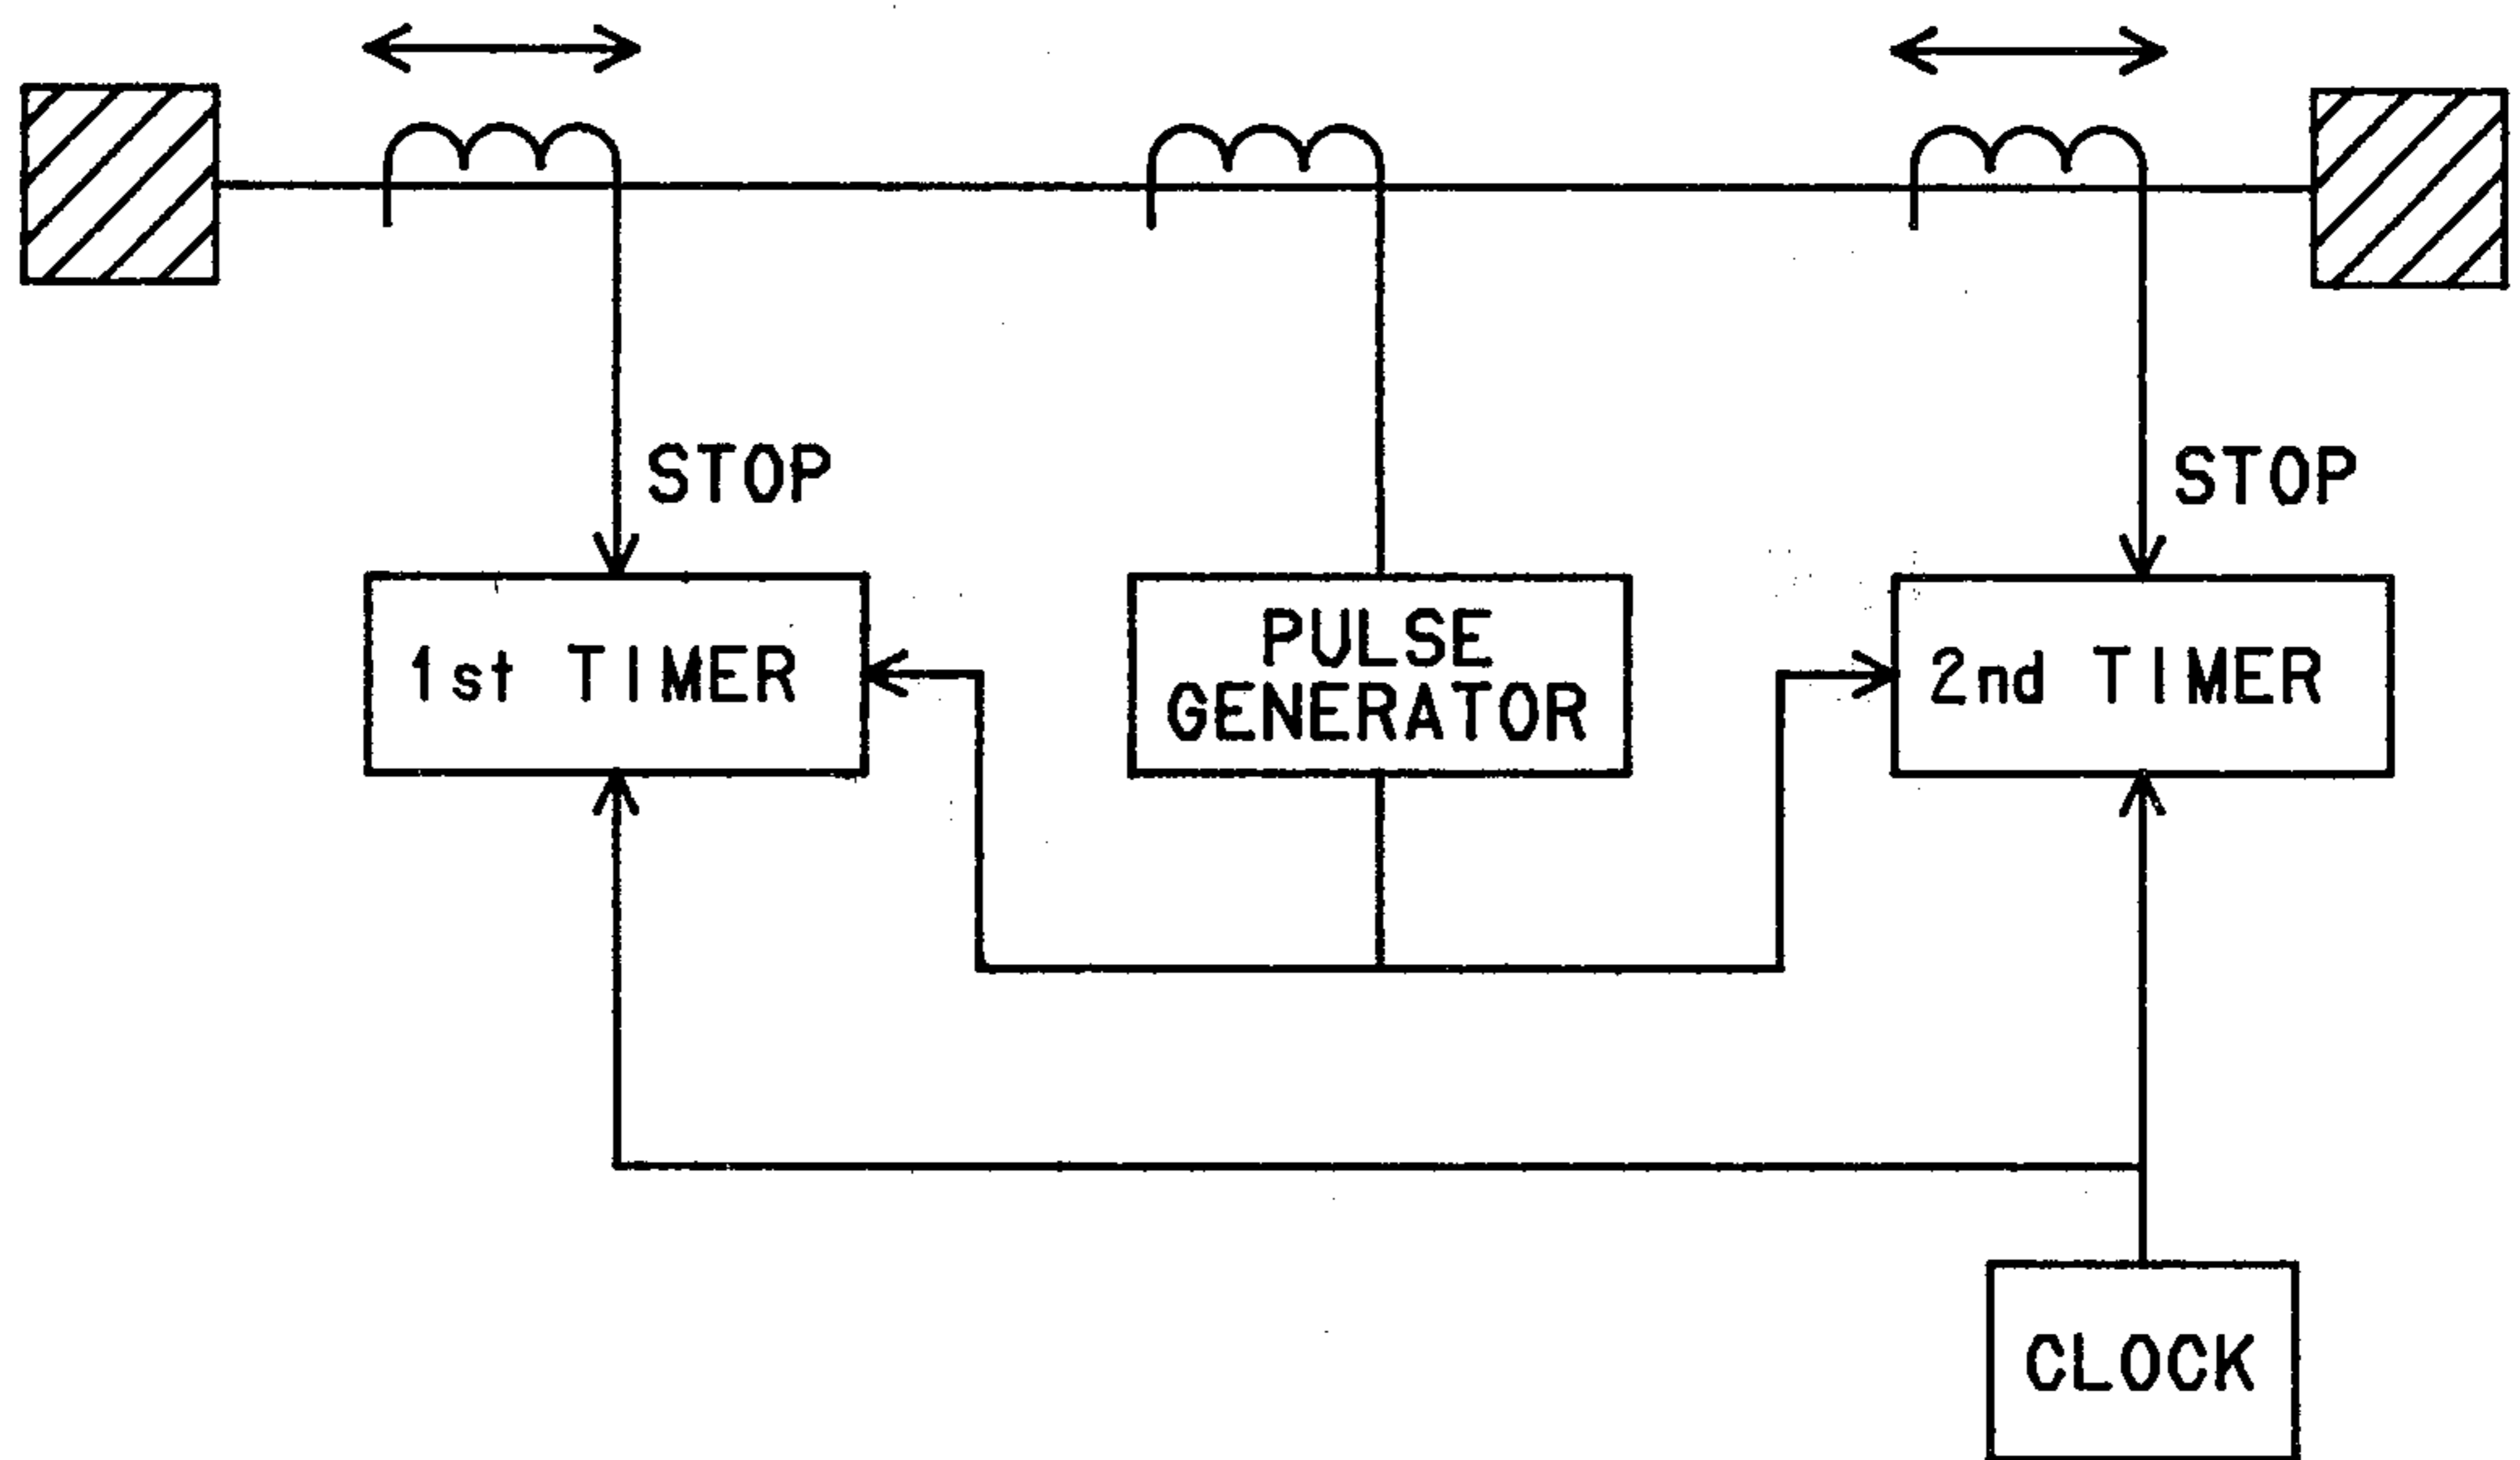 STOP
STOP
1st TIMER
PULSE
GENERATOR
2nd TIMER
CLOCK